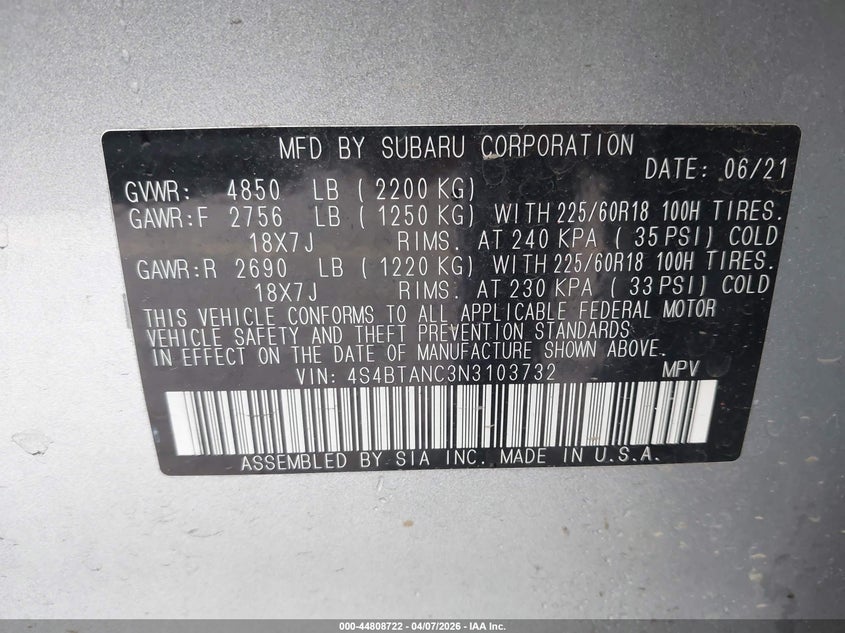 MFD BY SUBARU CORPORATION
DATE: 06/21
GVWR: 4850 LB ( 2200 KG)
GAWR:F 2756 LB ( 1250 KG) WITH 225/60R18 100H TIRES.
18X7J RIMS. AT 240 KPA ( 35 PSI) COLD
GAWR:R 2690 LB ( 1220 KG) WITH 225/60R18 100H TIRES.
18X7J RIMS. AT 230 KPA ( 33 PSI) COLD
THIS VEHICLE CONFORMS TO ALL APPLICABLE FEDERAL MOTOR
VEHICLE SAFETY AND THEFT PREVENTION STANDARDS
IN EFFECT ON THE DATE OF MANUFACTURE SHOWN ABOVE.
VIN: 4S4BTANC3N3103732 MPV
ASSEMBLED BY SIA INC. MADE IN U.S.A.
000-44808722 - 04/07/2026 - IAA Inc.